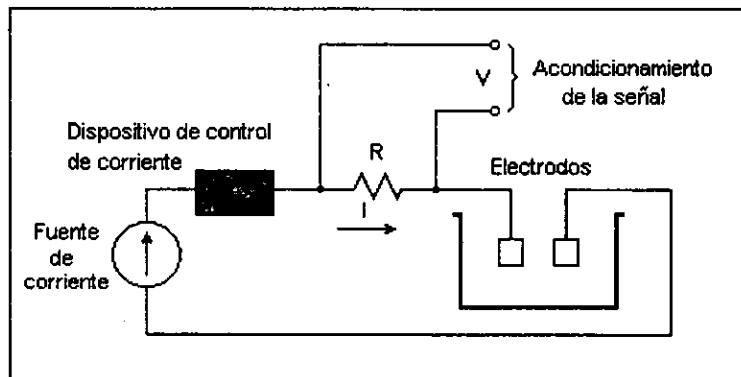 V
Acondicionamiento
de la señal
Dispositivo de control
de corriente
R
Electrodos
I
Fuente
de
corriente